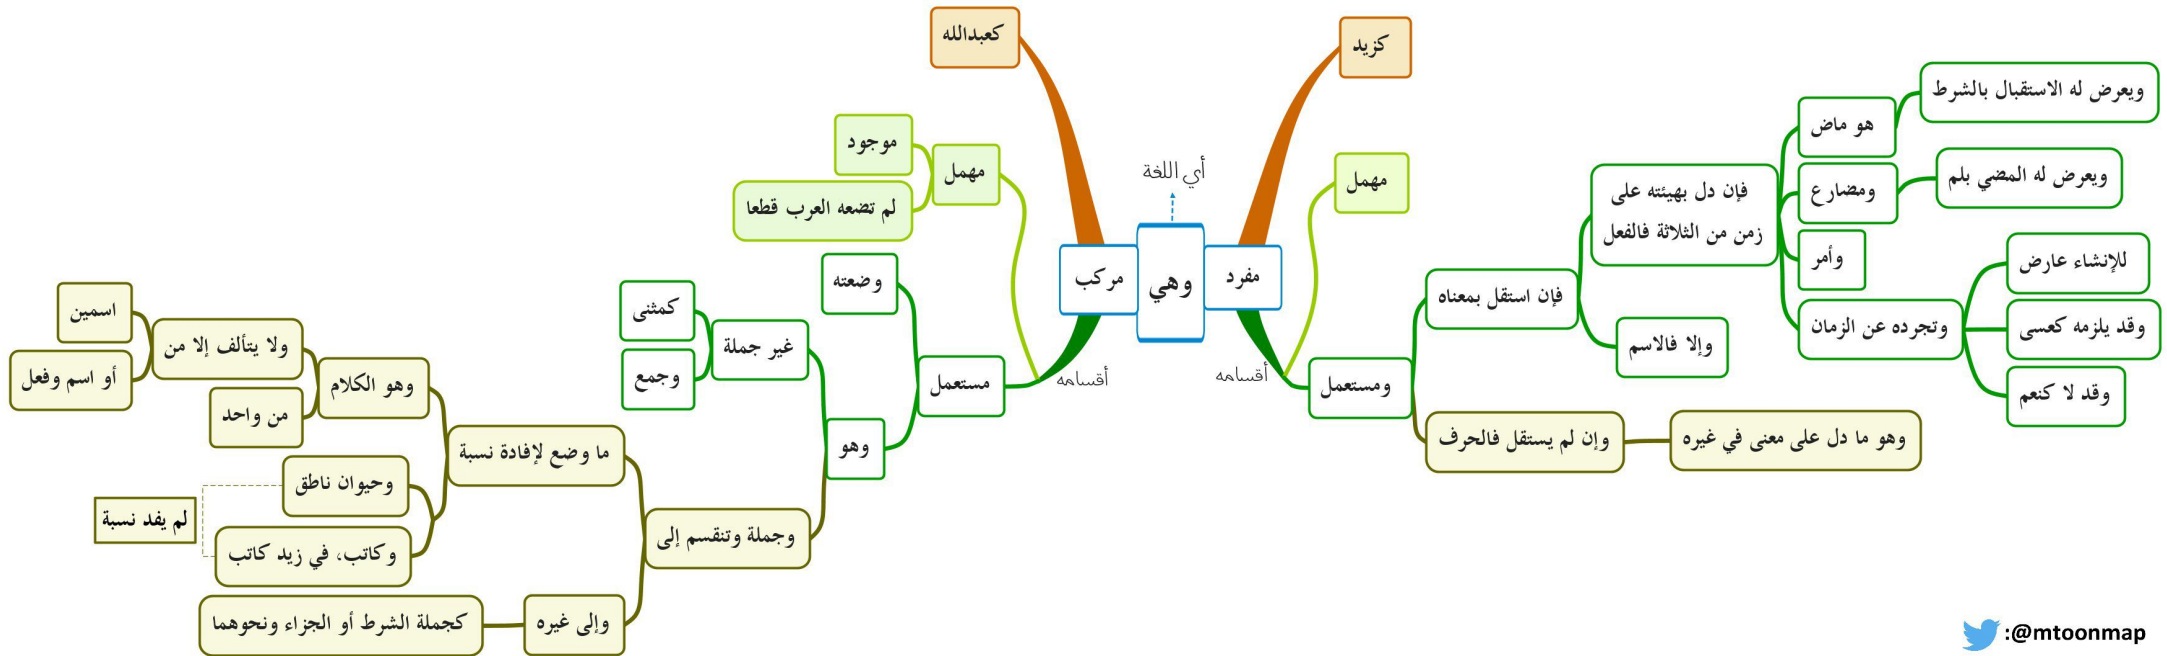 أي اللغة
وهي
مفرد
كزيد
أقسامه
مهمل
ومستعمل
فإن استقل بمعناه
فإن دل بهيئته على
زمن من الثلاثة فالفعل
هو ماض
ويعرض له الاستقبال بالشرط
ومضارع
ويعرض له المضي بلم
وأمر
وتجرده عن الزمان
للإنشاء عارض
وقد يلزمه كعسى
وقد لا كنعم
وإلا فالاسم
وإن لم يستقل فالحرف
وهو ما دل على معنى في غيره
مركب
كعبدالله
أقسامه
مهمل
موجود
لم تضعه العرب قطعا
مستعمل
وضعته
وهو
غير جملة
كمثنى
وجمع
وجملة وتنقسم إلى
ما وضع لإفادة نسبة
وهو الكلام
ولا يتألف إلا من
اسمين
أو اسم وفعل
من واحد
وحيوان ناطق
وكاتب، في زيد كاتب
لم يفد نسبة
وإلى غيره
كجملة الشرط أو الجزاء ونحوهما
:@mtoonmap